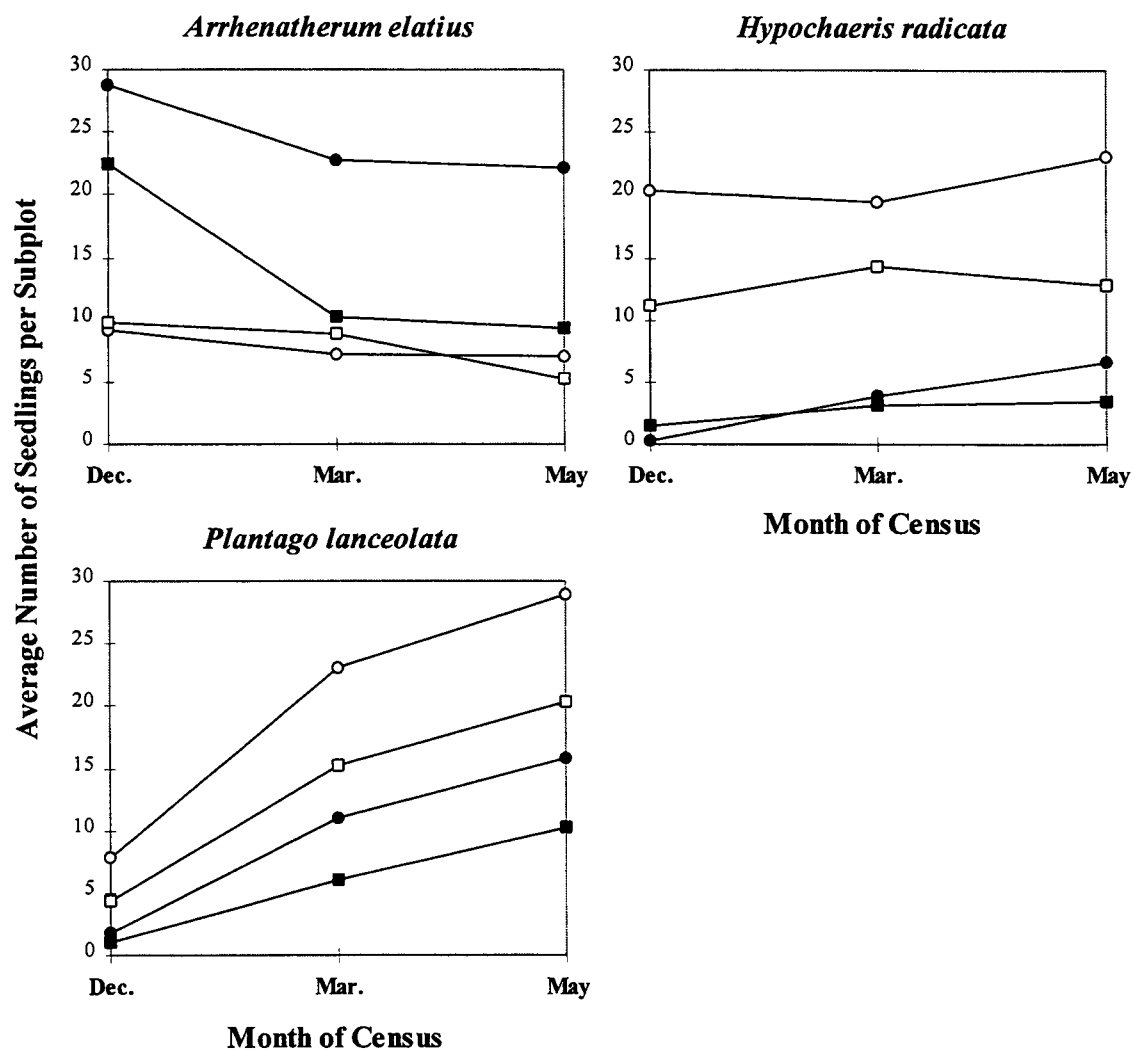 Arrhenatherum elatius
Hypochaeris radicata
Average Number of Seedlings per Subplot
30
25
20
15
10
5
0
Dec.
Mar.
May
30
25
20
15
10
5
0
Dec.
Mar.
May
Month of Census
Plantago lanceolata
30
25
20
15
10
5
0
Dec.
Mar.
May
Month of Census